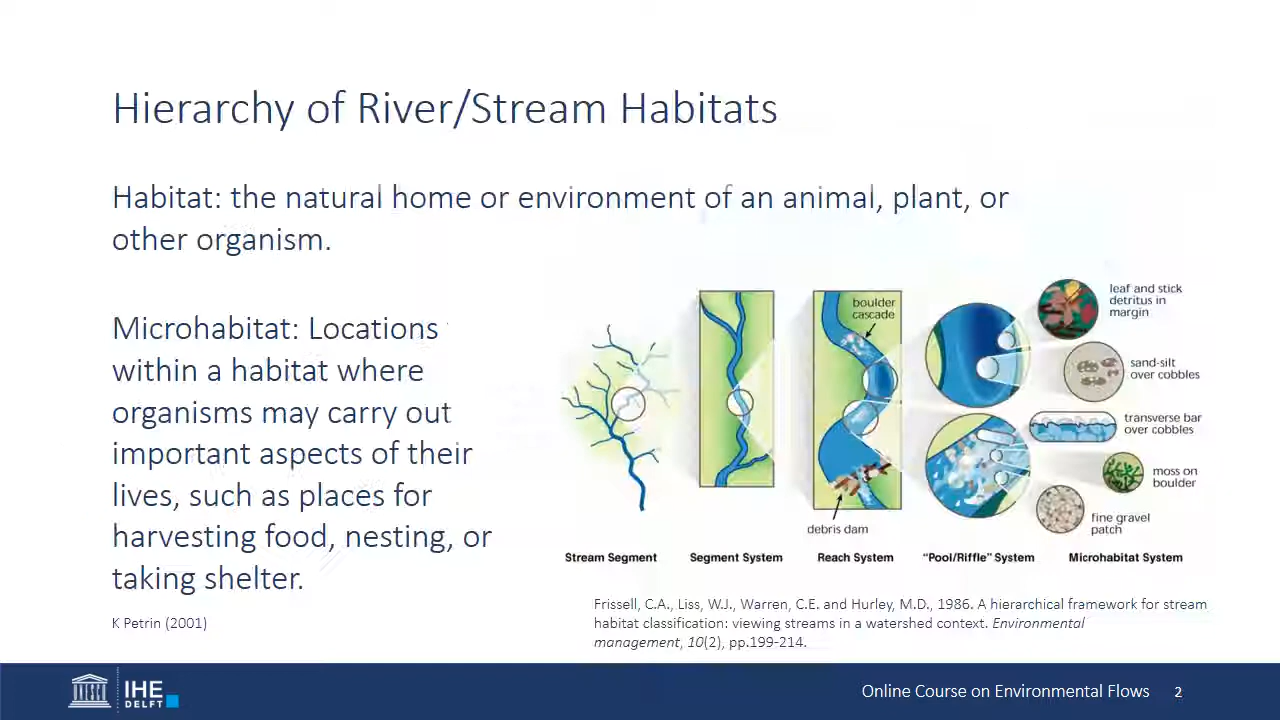 Hierarchy of River/Stream Habitats
Habitat: the natural home or environment of an animal, plant, or
other organism.
Microhabitat: Locations
within a habitat where
organisms may carry out
important aspects of their
lives, such as places for
harvesting food, nesting, or
taking shelter.
K Petrin (2001)
boulder
cascade
debris dam
leaf and stick
detritus in
margin
sand-silt
over cobbles
transverse bar
over cobbles
moss on
boulder
fine gravel
patch
Stream Segment
Segment System
Reach System
“Pool/Riffle” System
Microhabitat System
Frissell, C.A., Liss, W.J., Warren, C.E. and Hurley, M.D., 1986. A hierarchical framework for stream
habitat classification: viewing streams in a watershed context. Environmental
management, 10(2), pp.199-214.
UNESCO
IHE
DELFT
Online Course on Environmental Flows
2